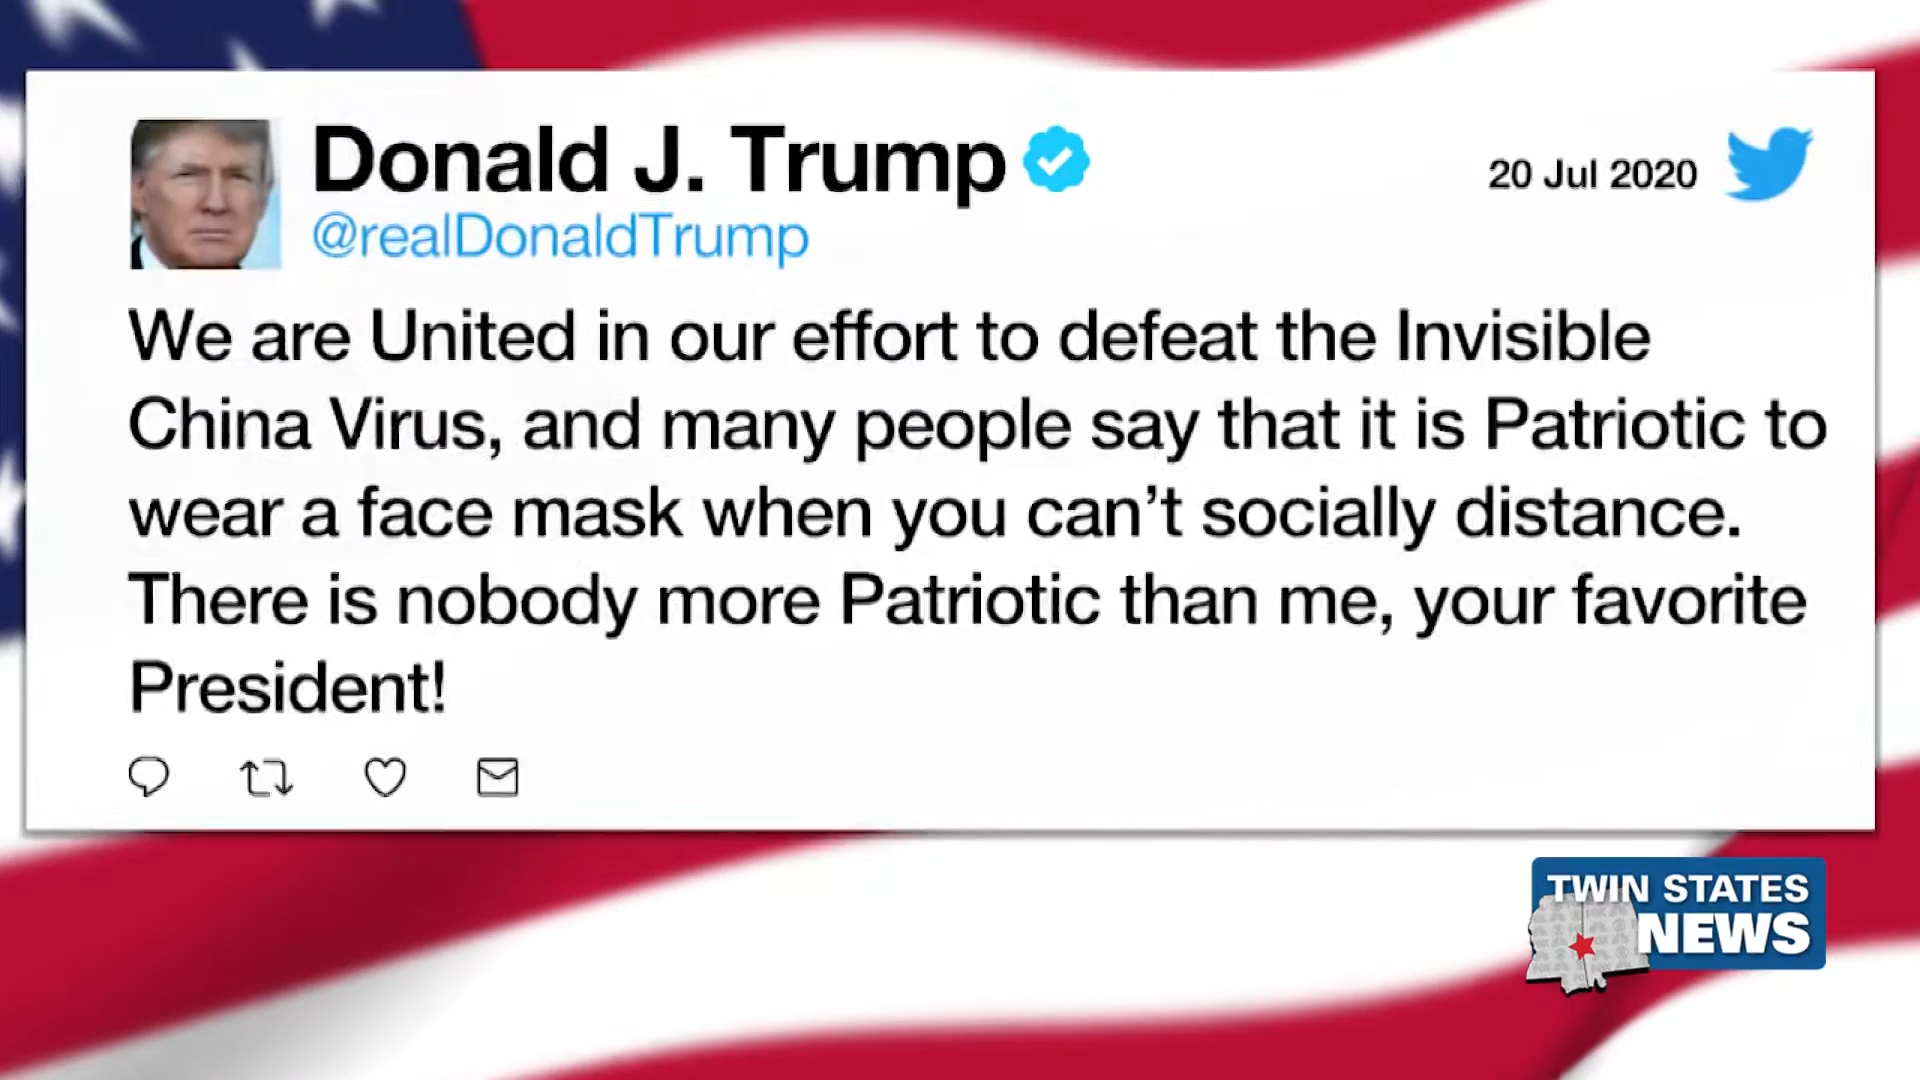 Donald J. Trump
@realDonaldTrump
20 Jul 2020
We are United in our effort to defeat the Invisible
China Virus, and many people say that it is Patriotic to
wear a face mask when you can’t socially distance.
There is nobody more Patriotic than me, your favorite
President!
TWIN STATES
NEWS